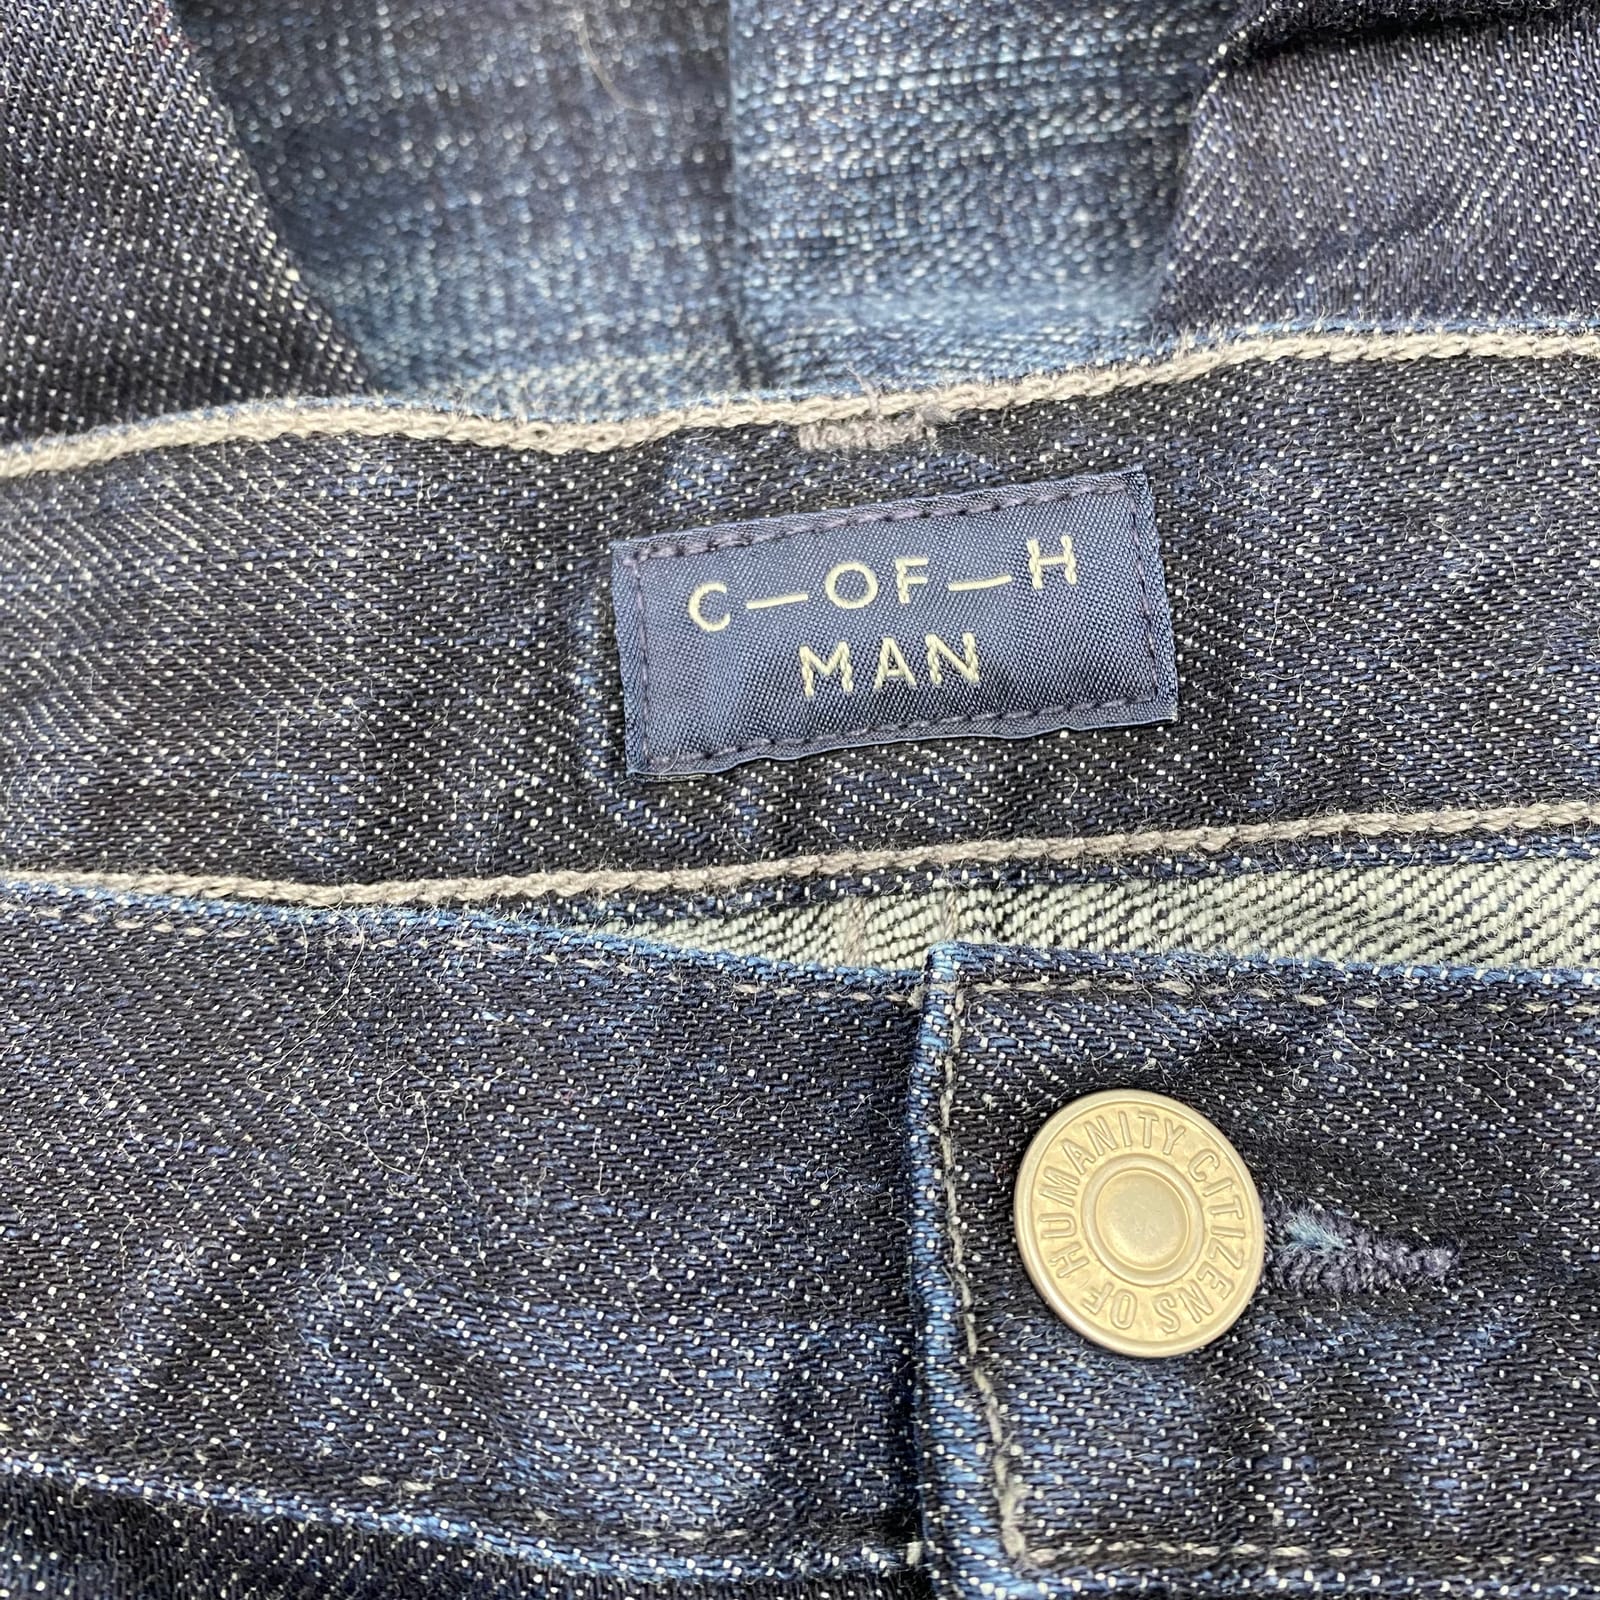 C—OF—H
MAN
CITIZENS OF HUMANITY